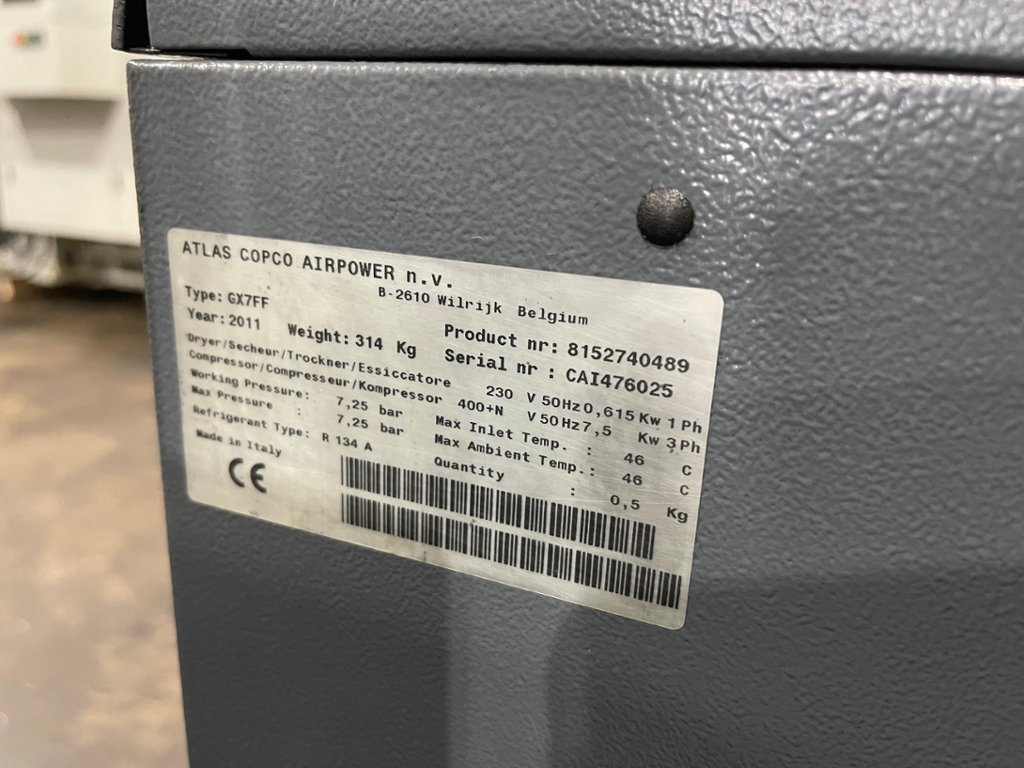 ATLAS COPCO AIRPOWER n.v.
B-2610 Wilrijk Belgium
Type: GX7FF
Product nr: 8152740489
Year: 2011 Weight: 314 Kg Serial nr : CAI476025
Dryer/Secheur/Trockner/Essiccatore 230 V 50Hz 0,615 Kw 1 Ph
Compressor/Compresseur/Kompressor 400+N V 50Hz 7,5 Kw 3 Ph
Working Pressure: 7,25 bar Max Inlet Temp. : 46 C
Max Pressure : 7,25 bar Max Ambient Temp.: 46 C
Refrigerant Type: R 134 A Quantity : 0,5 Kg
Made in Italy
CE